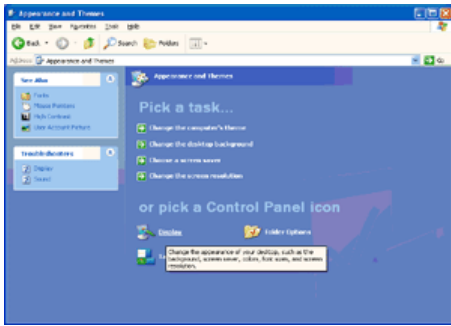 Appearance and Themes
File Edit View Favorites Tools Help
Back Search Folders
Address Appearance and Themes Go
See Also
Fonts
Mouse Pointers
High Contrast
User Account Picture
Troubleshooters
Display
Sound
Appearance and Themes
Pick a task...
Change the computer's theme
Change the desktop background
Choose a screen saver
Change the screen resolution
or pick a Control Panel icon
Display
Folder Options
Change the appearance of your desktop, such as the
background, screen saver, colors, font sizes, and screen
resolution.